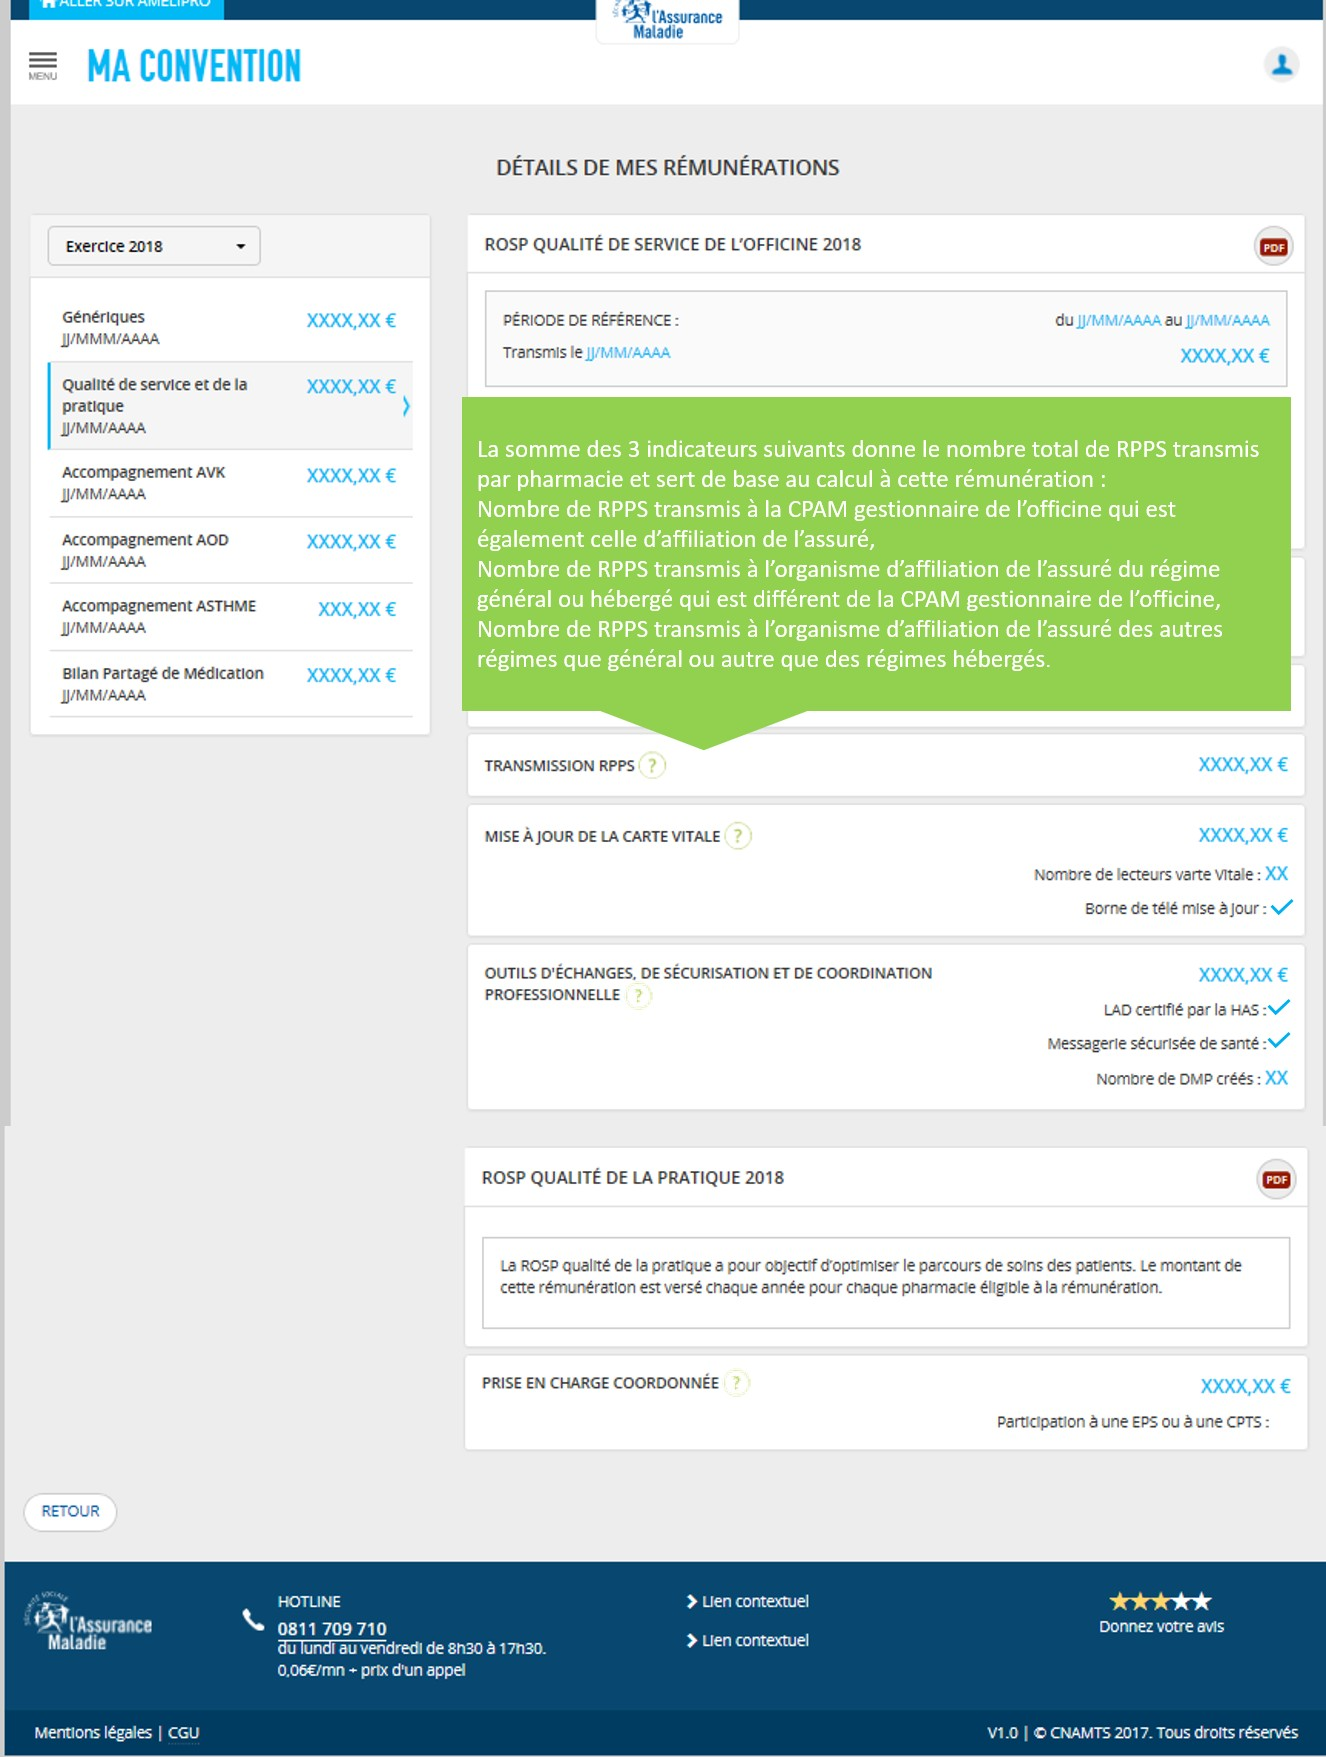 ALLER SUR AMELIPRO
l'Assurance
Maladie
MENU
MA CONVENTION
DÉTAILS DE MES RÉMUNÉRATIONS
Exercice 2018
Génériques
JJ/MMM/AAAA
XXXX,XX €
Qualité de service et de la
pratique
JJ/MM/AAAA
XXXX,XX €
Accompagnement AVK
JJ/MM/AAAA
XXXX,XX €
Accompagnement AOD
JJ/MM/AAAA
XXXX,XX €
Accompagnement ASTHME
JJ/MM/AAAA
XXX,XX €
Bilan Partagé de Médication
JJ/MM/AAAA
XXXX,XX €
ROSP QUALITÉ DE SERVICE DE L'OFFICINE 2018
PDF
PÉRIODE DE RÉFÉRENCE :
du JJ/MM/AAAA au JJ/MM/AAAA
Transmis le JJ/MM/AAAA
XXXX,XX €
La somme des 3 indicateurs suivants donne le nombre total de RPPS transmis
par pharmacie et sert de base au calcul à cette rémunération :
Nombre de RPPS transmis à la CPAM gestionnaire de l'officine qui est
également celle d'affiliation de l'assuré,
Nombre de RPPS transmis à l'organisme d'affiliation de l'assuré du régime
général ou hébergé qui est différent de la CPAM gestionnaire de l'officine,
Nombre de RPPS transmis à l'organisme d'affiliation de l'assuré des autres
régimes que général ou autre que des régimes hébergés.
TRANSMISSION RPPS ?
XXXX,XX €
MISE À JOUR DE LA CARTE VITALE ?
XXXX,XX €
Nombre de lecteurs varte Vitale : XX
Borne de télé mise à jour :
OUTILS D'ÉCHANGES, DE SÉCURISATION ET DE COORDINATION
PROFESSIONNELLE ?
XXXX,XX €
LAD certifié par la HAS :
Messagerie sécurisée de santé :
Nombre de DMP créés : XX
ROSP QUALITÉ DE LA PRATIQUE 2018
PDF
La ROSP qualité de la pratique a pour objectif d'optimiser le parcours de soins des patients. Le montant de
cette rémunération est versé chaque année pour chaque pharmacie éligible à la rémunération.
PRISE EN CHARGE COORDONNÉE ?
XXXX,XX €
Participation à une EPS ou à une CPTS :
RETOUR
SÉCURITÉ SOCIALE
l'Assurance
Maladie
HOTLINE
0811 709 710
du lundi au vendredi de 8h30 à 17h30.
0,06€/mn + prix d'un appel
Lien contextuel
Lien contextuel
Donnez votre avis
Mentions légales | CGU
V1.0 | © CNAMTS 2017. Tous droits réservés